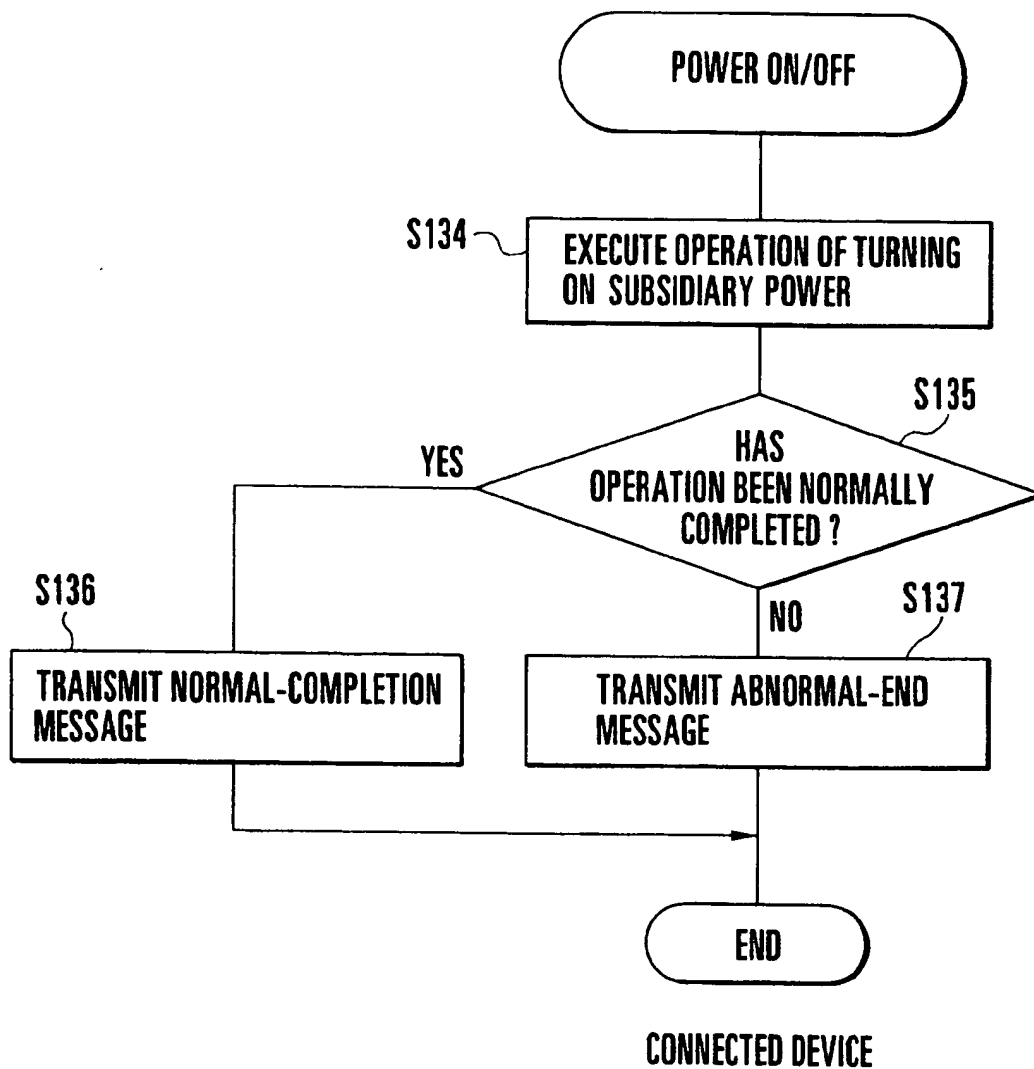 POWER ON/OFF
S134
EXECUTE OPERATION OF TURNING
ON SUBSIDIARY POWER
S135
HAS
OPERATION BEEN NORMALLY
COMPLETED ?
YES
NO
S136
TRANSMIT NORMAL-COMPLETION
MESSAGE
S137
TRANSMIT ABNORMAL-END
MESSAGE
END
CONNECTED DEVICE